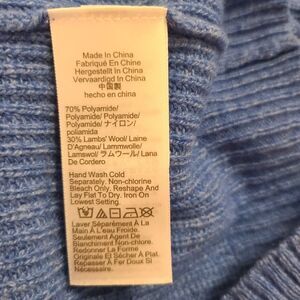 Made In China
Fabriqué En China
Hergestellt In China
Vervaardigd In China
中国製
hecho en china
70% Polyamide/
Polyamide/ Polyamid/
Polyamide/ ナイロン/
poliamida
30% Lambs' Wool/ Laine
D'Agneau/ Lammwolle/
Lamswol/ ラムウール/ Lana
De Cordero
Hand Wash Cold
Separately. Non-chlorine
Bleach Only. Reshape And
Lay Flat To Dry. Iron On
Lowest Setting.
Laver Séparément À La
Main À L'eau Froide.
Seulement Agent De
Blanchiment Non-chlore.
Redonner La Forme
Originale Et Sécher À Plat
Repasser À Fer Doux Si
Nécessaire.